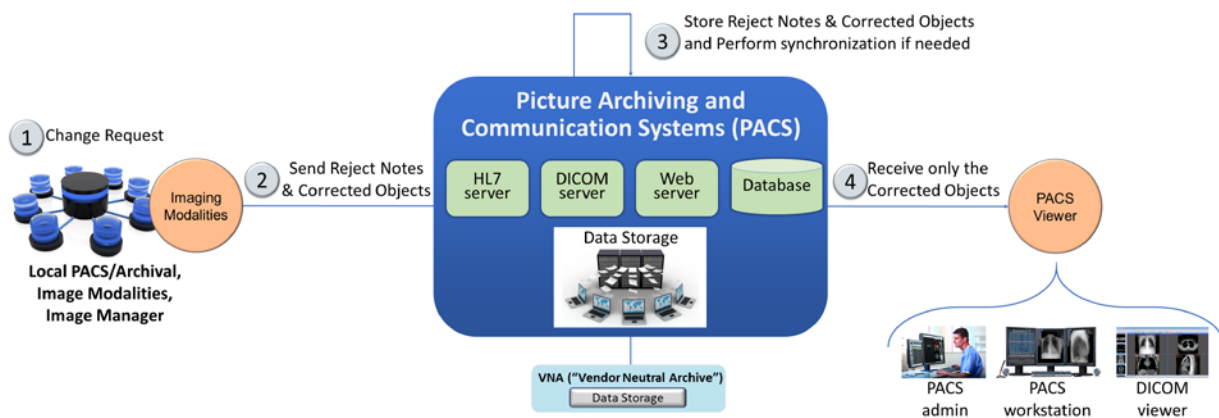 3
Store Reject Notes & Corrected Objects
and Perform synchronization if needed
Picture Archiving and
Communication Systems (PACS)
1
Change Request
2
Send Reject Notes
& Corrected Objects
Imaging
Modalities
HL7
server
DICOM
server
Web
server
Database
4
Receive only the
Corrected Objects
PACS
Viewer
Data Storage
Local PACS/Archival,
Image Modalities,
Image Manager
VNA ("Vendor Neutral Archive")
Data Storage
PACS
admin
PACS
workstation
DICOM
viewer